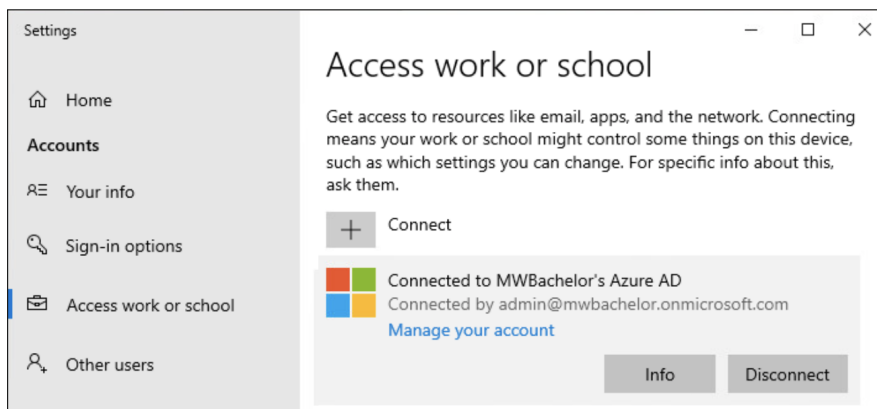 Settings
Home
Accounts
Your info
Sign-in options
Access work or school
Other users
Access work or school
Get access to resources like email, apps, and the network. Connecting
means your work or school might control some things on this device,
such as which settings you can change. For specific info about this,
ask them.
Connect
Connected to MWBachelor's Azure AD
Connected by admin@mwbachelor.onmicrosoft.com
Manage your account
Info
Disconnect